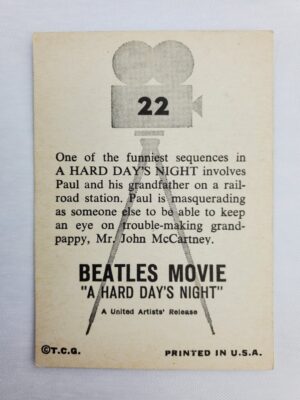 22
One of the funniest sequences in
A HARD DAY'S NIGHT involves
Paul and his grandfather on a rail-
road station. Paul is masquerading
as someone else to be able to keep
an eye on trouble-making grand-
pappy, Mr. John McCartney.
BEATLES MOVIE
"A HARD DAY'S NIGHT"
A United Artists' Release
©T.C.G. PRINTED IN U.S.A.